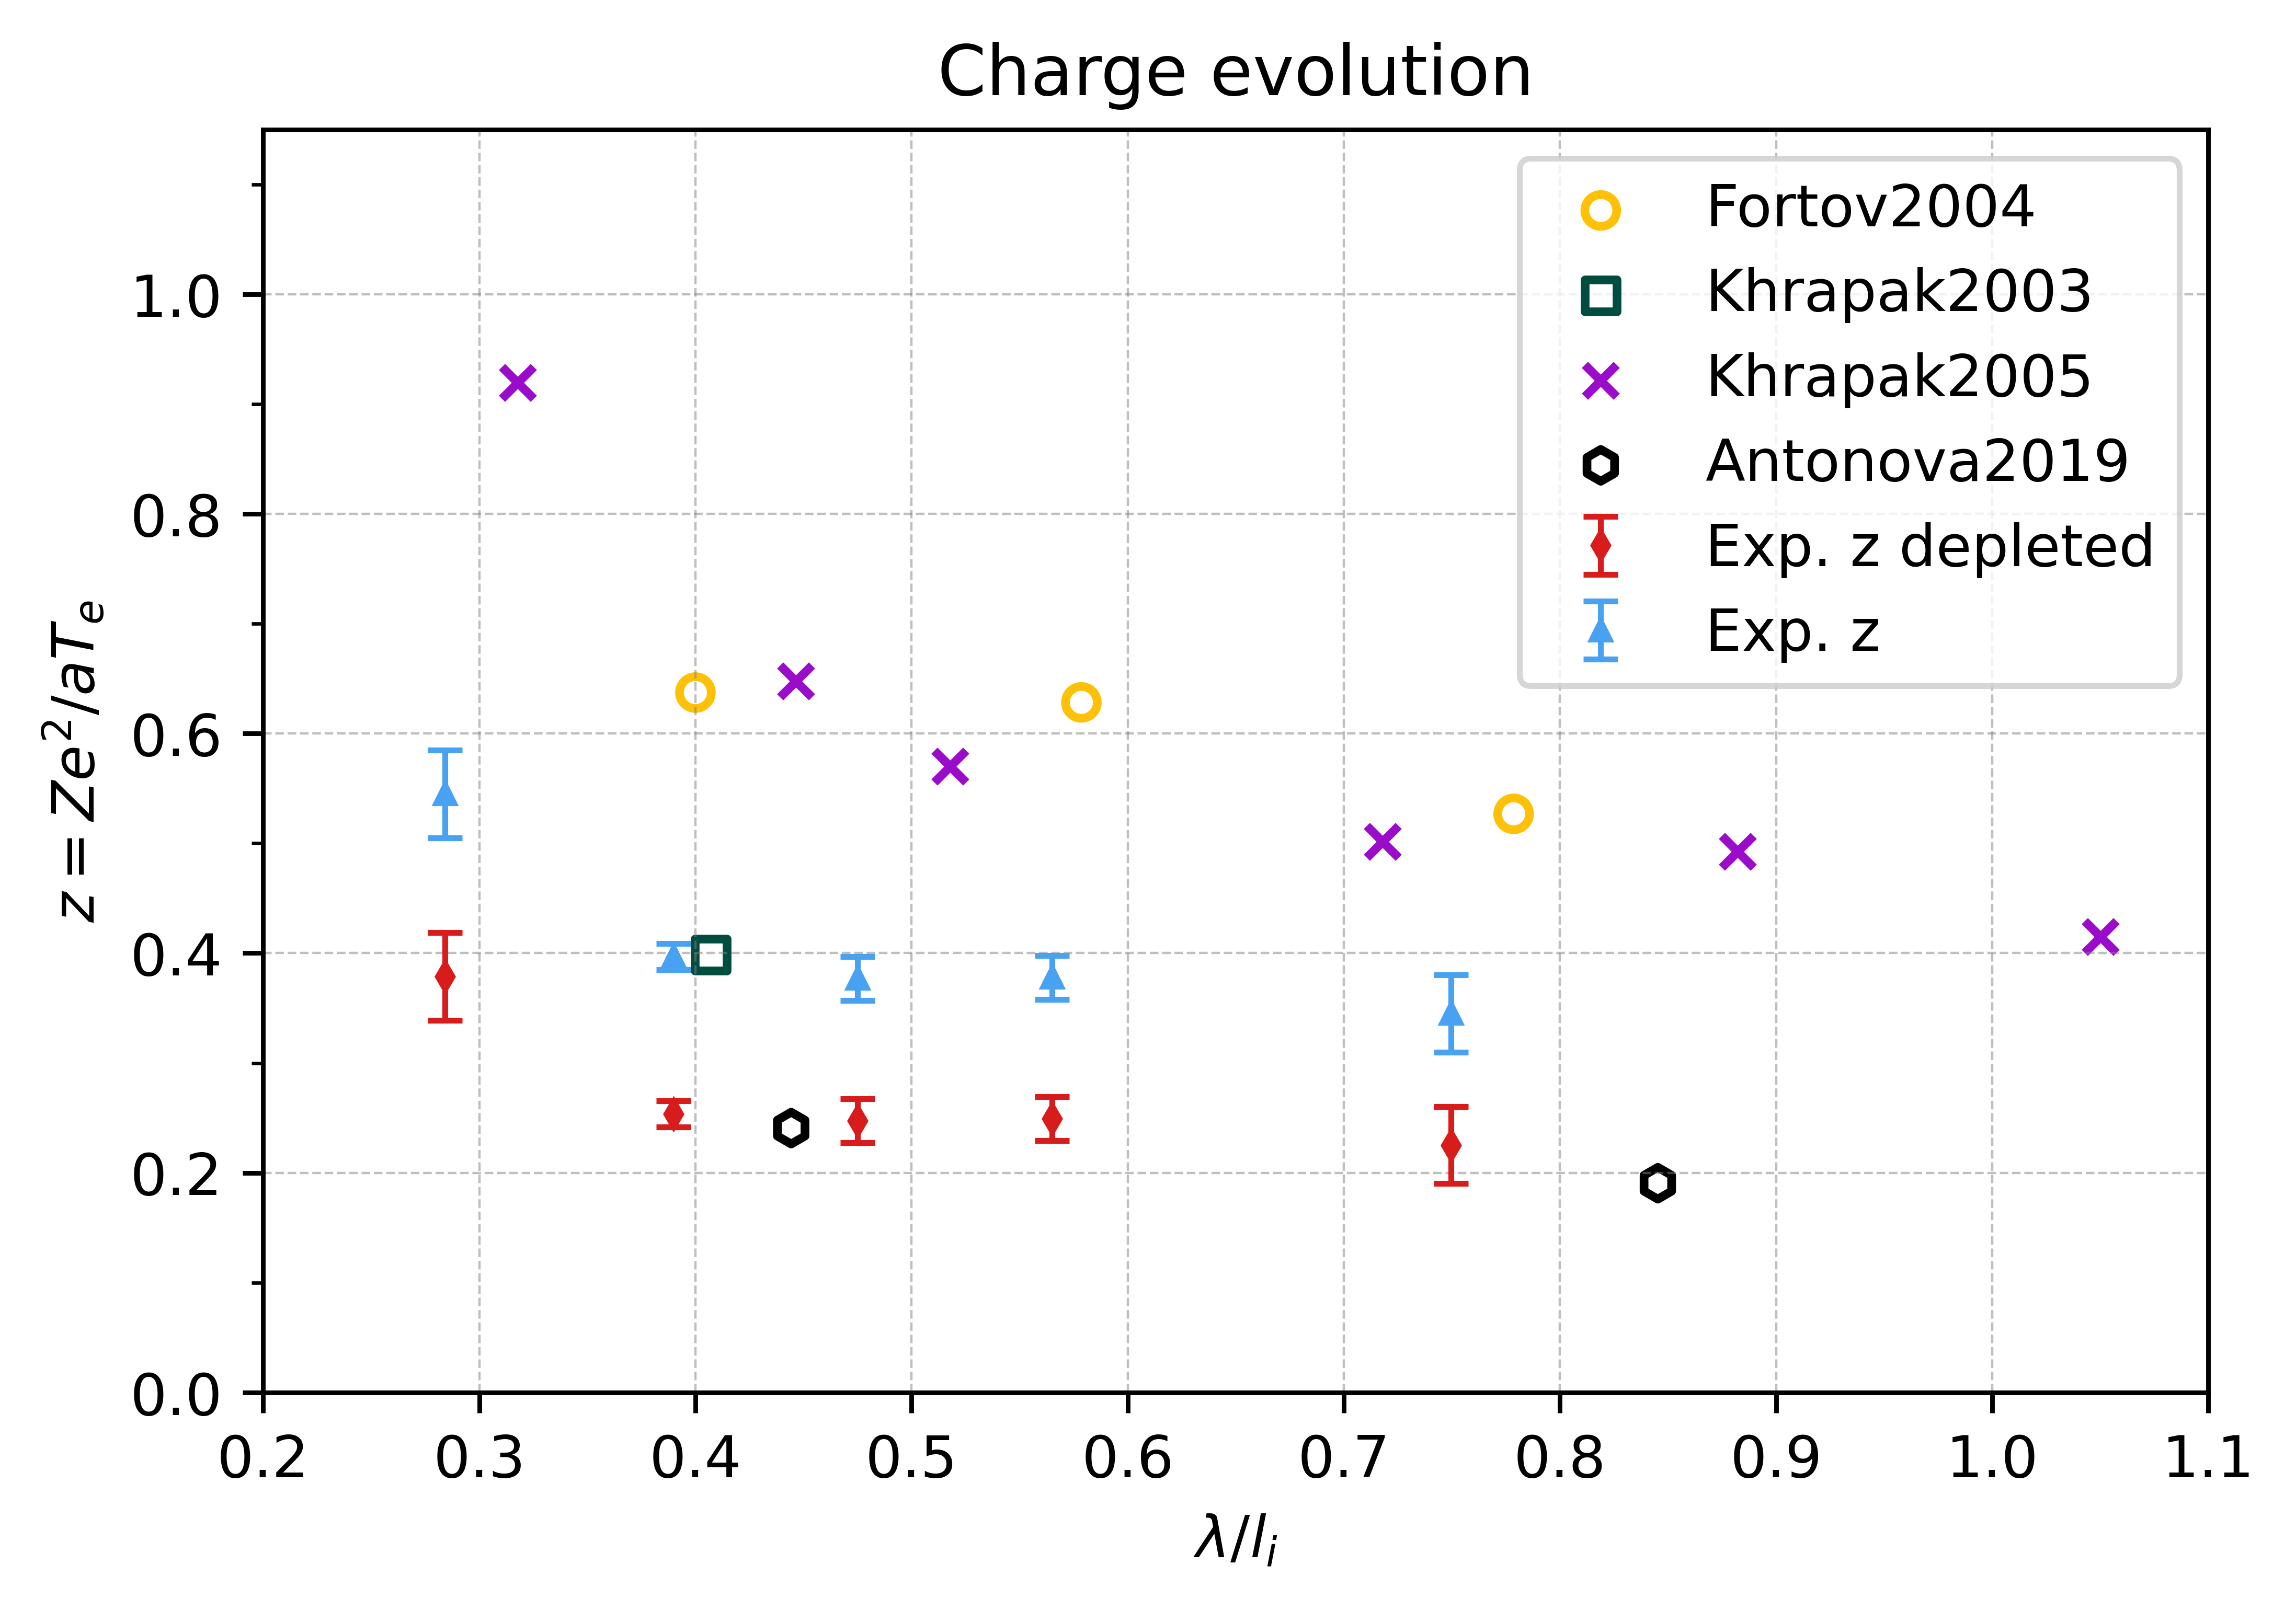 Charge evolution
Fortov2004
Khrapak2003
Khrapak2005
Antonova2019
Exp. z depleted
Exp. z
z = Ze²/aTₑ
1.0
0.8
0.6
0.4
0.2
0.0
0.2 0.3 0.4 0.5 0.6 0.7 0.8 0.9 1.0 1.1
λ/lᵢ